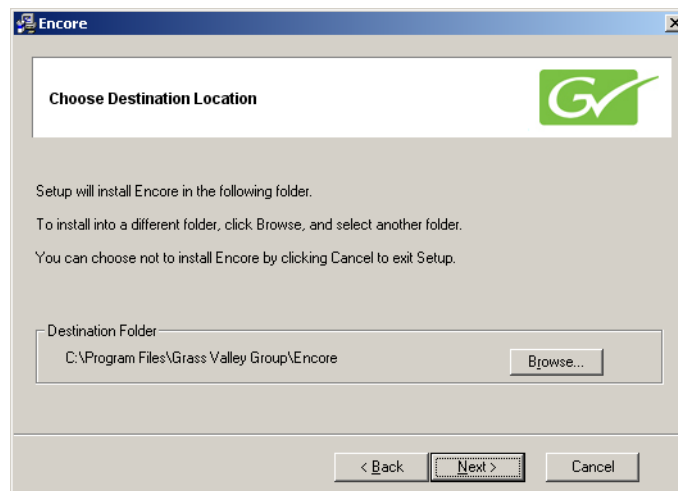 Encore
Choose Destination Location
GV
Setup will install Encore in the following folder.
To install into a different folder, click Browse, and select another folder.
You can choose not to install Encore by clicking Cancel to exit Setup.
Destination Folder
C:\Program Files\Grass Valley Group\Encore
Browse...
< Back
Next >
Cancel